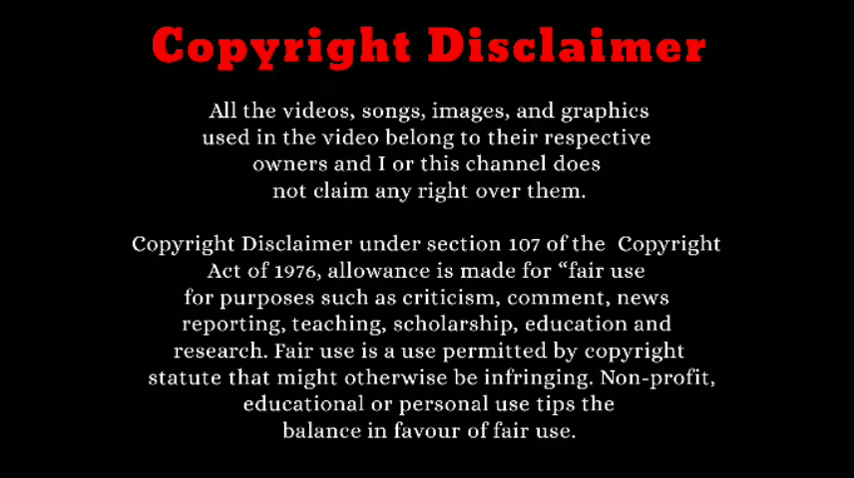 Copyright Disclaimer
All the videos, songs, images, and graphics
used in the video belong to their respective
owners and I or this channel does
not claim any right over them.
Copyright Disclaimer under section 107 of the Copyright
Act of 1976, allowance is made for “fair use
for purposes such as criticism, comment, news
reporting, teaching, scholarship, education and
research. Fair use is a use permitted by copyright
statute that might otherwise be infringing. Non-profit,
educational or personal use tips the
balance in favour of fair use.